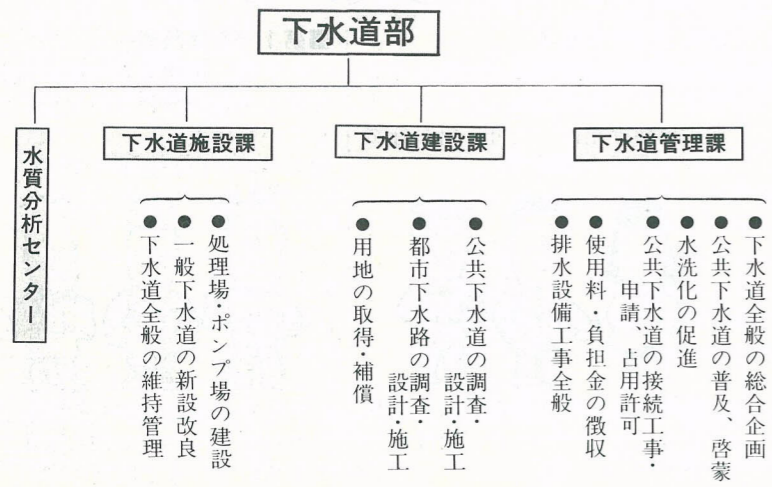 下水道部
下水道管理課
●下水道全般の総合企画
●公共下水道の普及、啓蒙
●水洗化の促進
●公共下水道の接続工事・
申請、占用許可
●使用料・負担金の徴収
●排水設備工事全般
下水道建設課
●公共下水道の調査・
設計・施工
●都市下水路の調査・
設計・施工
●用地の取得・補償
下水道施設課
●処理場・ポンプ場の建設
●一般下水道の新設改良
●下水道全般の維持管理
水質分析センター